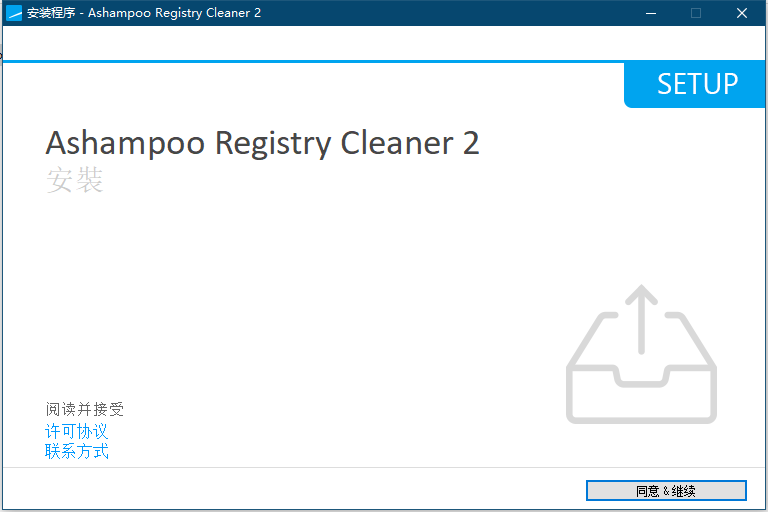 安装程序 - Ashampoo Registry Cleaner 2
SETUP
Ashampoo Registry Cleaner 2
安裝
阅读并接受
许可协议
联系方式
同意 & 继续